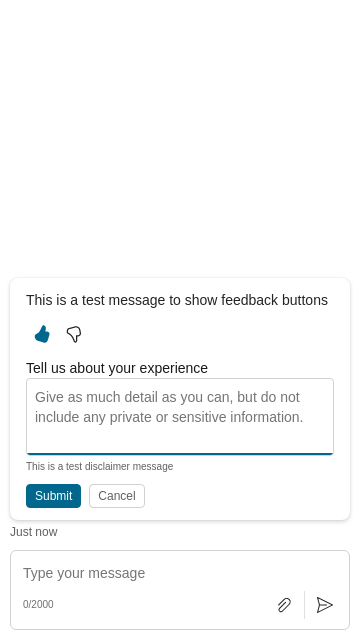 This is a test message to show feedback buttons
Tell us about your experience
Give as much detail as you can, but do not
include any private or sensitive information.
This is a test disclaimer message
Submit
Cancel
Just now
Type your message
0/2000